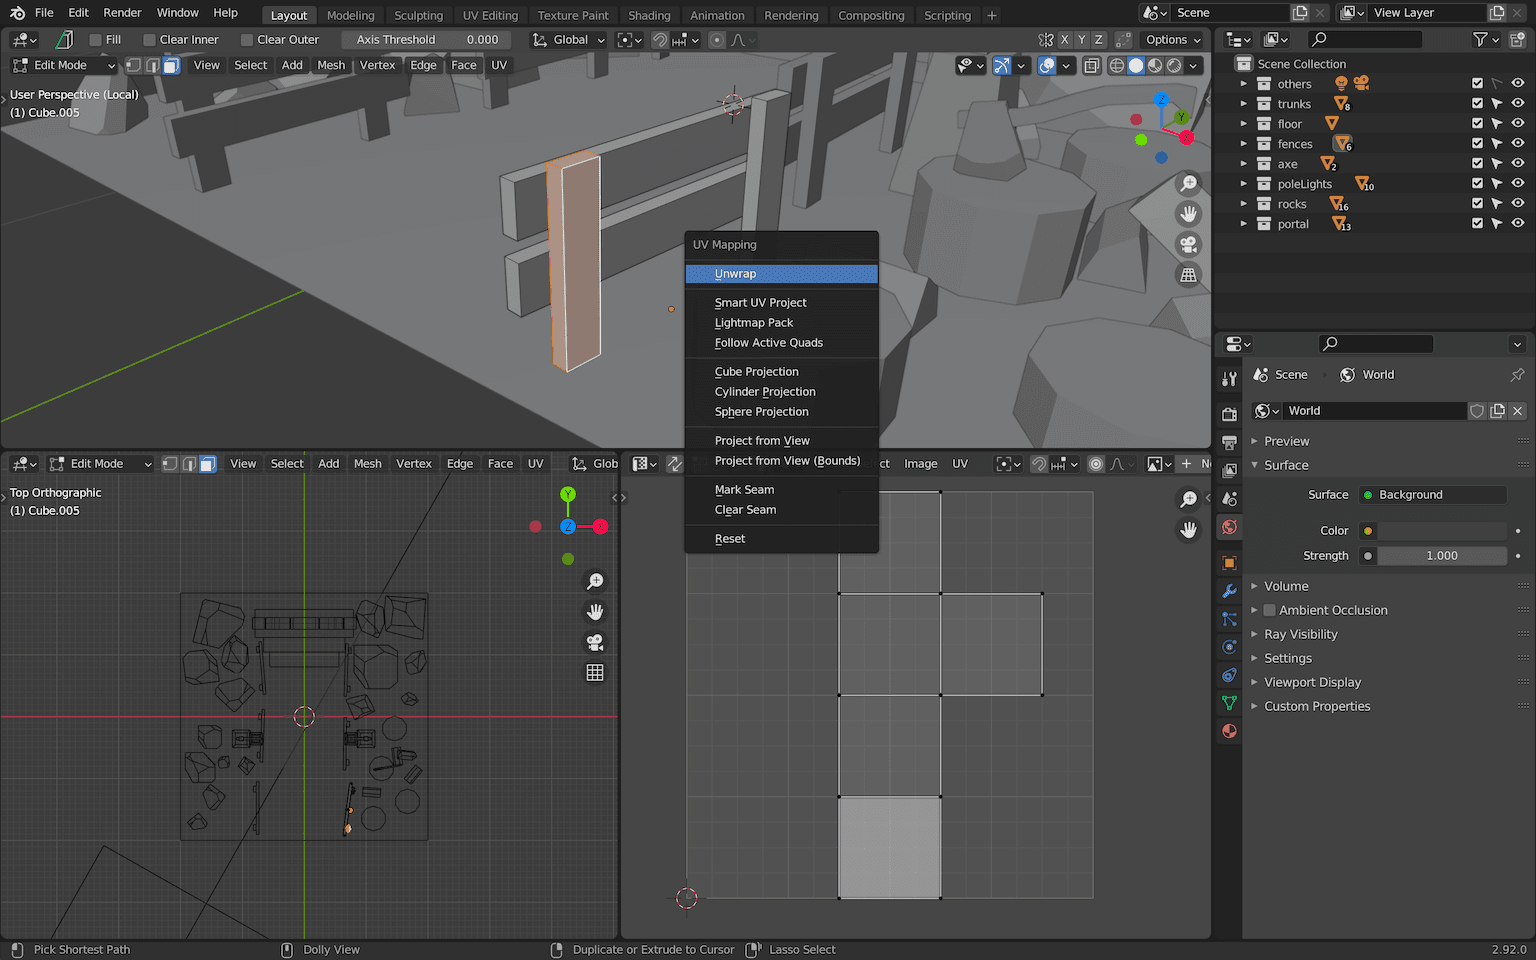 File Edit Render Window Help Layout Modeling Sculpting UV Editing Texture Paint Shading Animation Rendering Compositing Scripting + Scene View Layer
Fill Clear Inner Clear Outer Axis Threshold 0.000 Global X Y Z Options
Edit Mode View Select Add Mesh Vertex Edge Face UV
User Perspective (Local)
(1) Cube.005
Z
Y
X
Scene Collection
others
trunks 8
floor
fences 6
axe 2
poleLights 10
rocks 16
portal 13
UV Mapping
Unwrap
Smart UV Project
Lightmap Pack
Follow Active Quads
Cube Projection
Cylinder Projection
Sphere Projection
Project from View
Project from View (Bounds)
Mark Seam
Clear Seam
Reset
Scene World
World
Preview
Surface
Surface Background
Color
Strength 1.000
Volume
Ambient Occlusion
Ray Visibility
Settings
Viewport Display
Custom Properties
Edit Mode View Select Add Mesh Vertex Edge Face UV Glob
Top Orthographic
(1) Cube.005
Y
Z X
ct Image UV + N
Pick Shortest Path Dolly View Duplicate or Extrude to Cursor Lasso Select 2.92.0